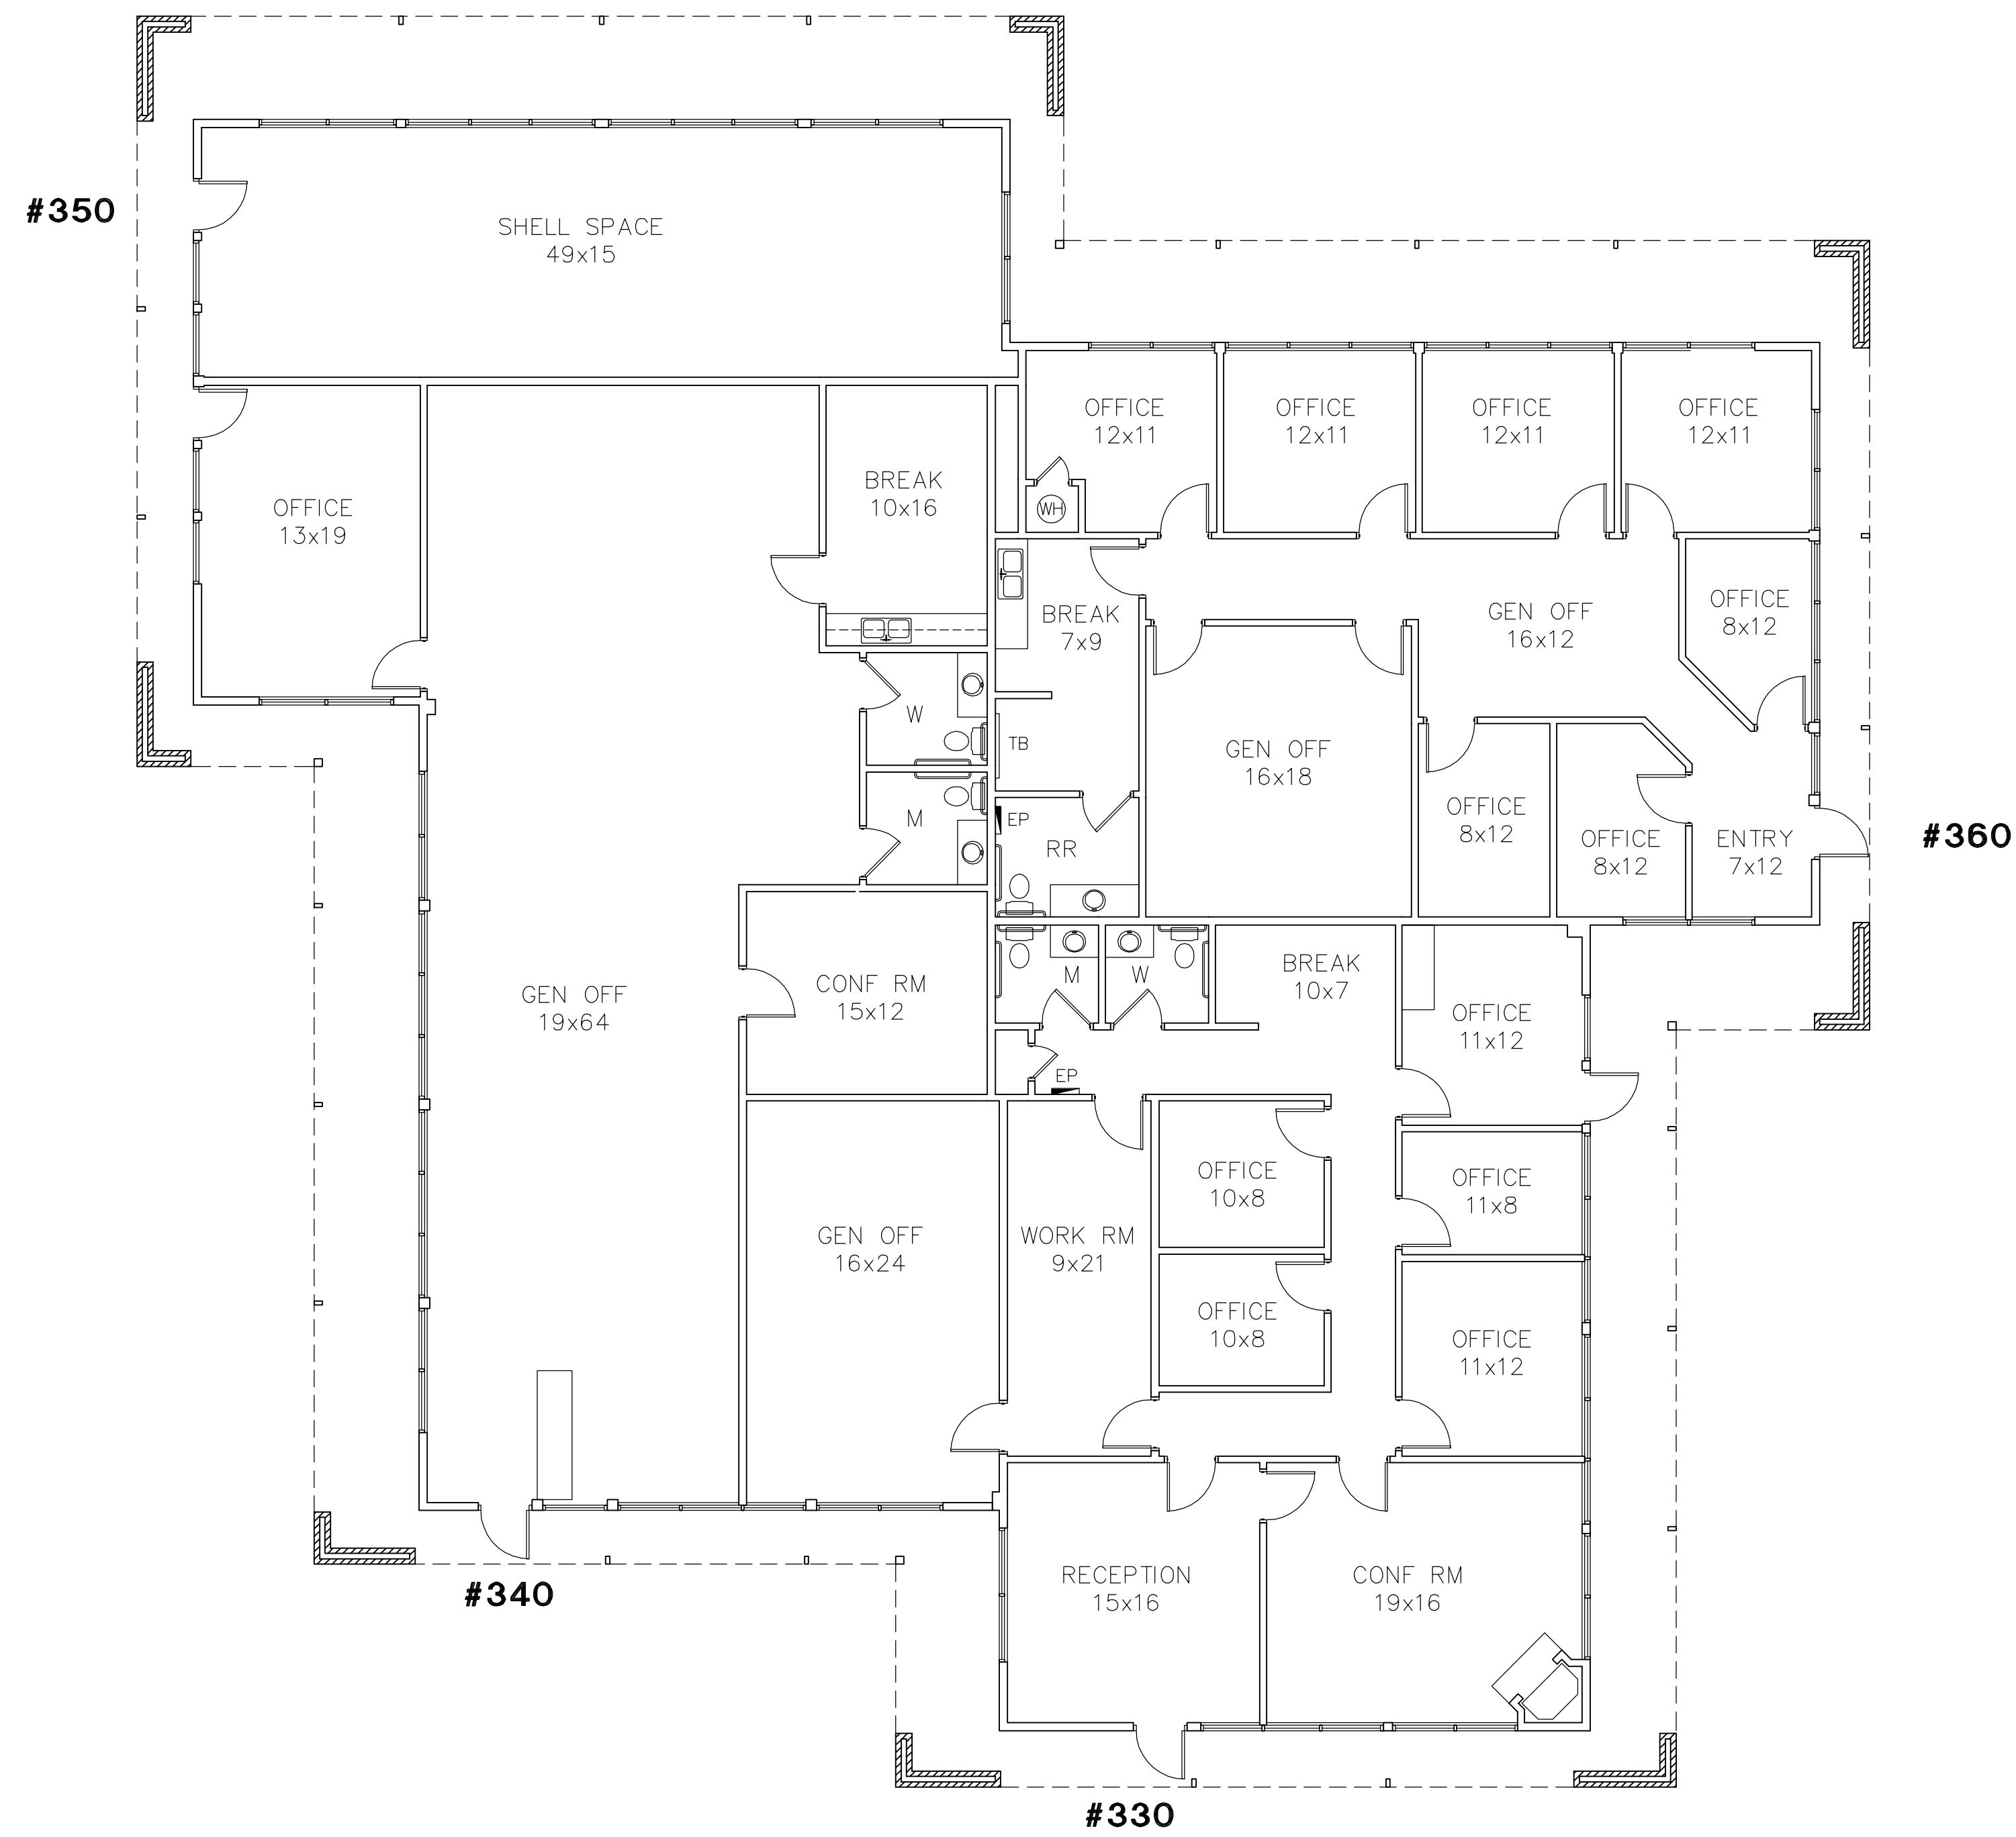 #350
SHELL SPACE
49x15
OFFICE
12x11
OFFICE
12x11
OFFICE
12x11
OFFICE
12x11
OFFICE
13x19
BREAK
10x16
WH
BREAK
7x9
GEN OFF
16x12
OFFICE
8x12
W
TB
GEN OFF
16x18
M
EP
RR
OFFICE
8x12
OFFICE
8x12
ENTRY
7x12
#360
GEN OFF
19x64
CONF RM
15x12
M
W
BREAK
10x7
OFFICE
11x12
EP
GEN OFF
16x24
WORK RM
9x21
OFFICE
10x8
OFFICE
11x8
OFFICE
10x8
OFFICE
11x12
#340
RECEPTION
15x16
CONF RM
19x16
#330